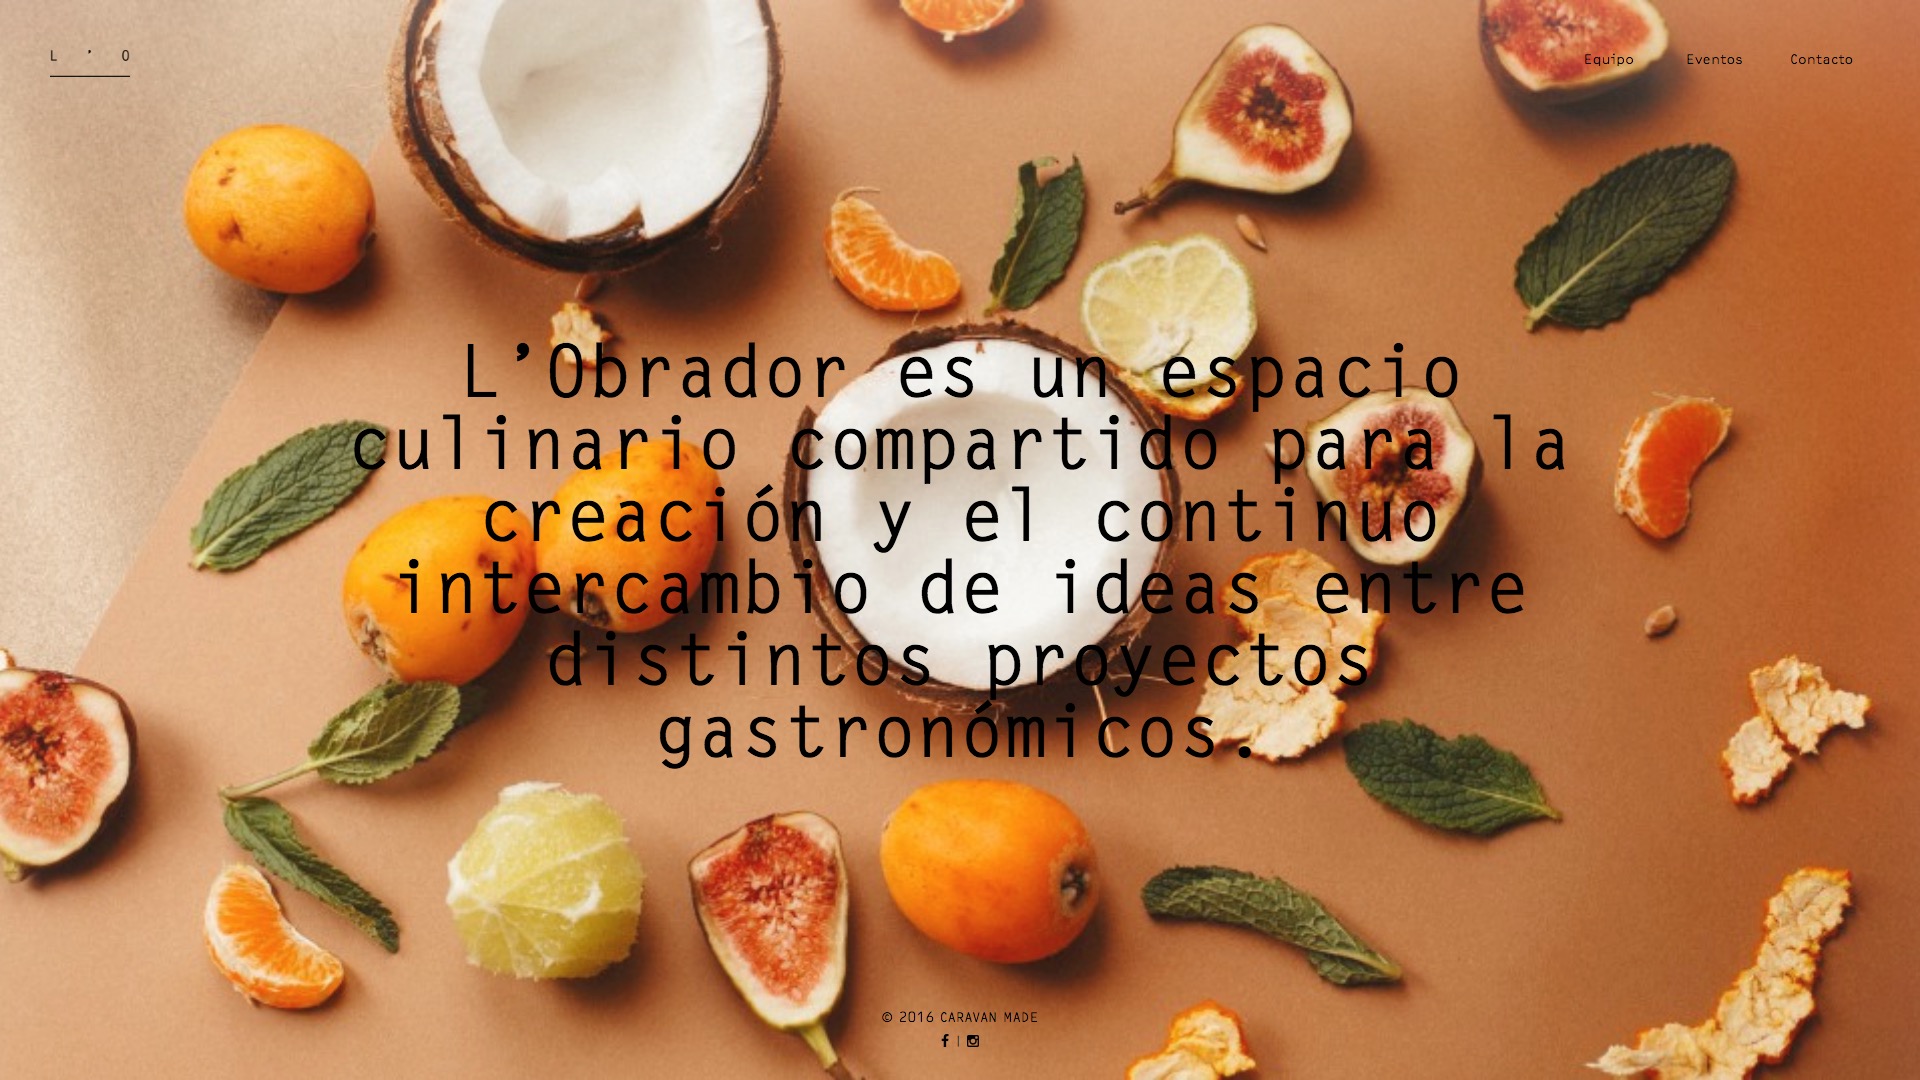 L ’ O
Equipo Eventos Contacto
L’Obrador es un espacio
culinario compartido para la
creación y el continuo
intercambio de ideas entre
distintos proyectos
gastronómicos.
© 2016 CARAVAN MADE
|